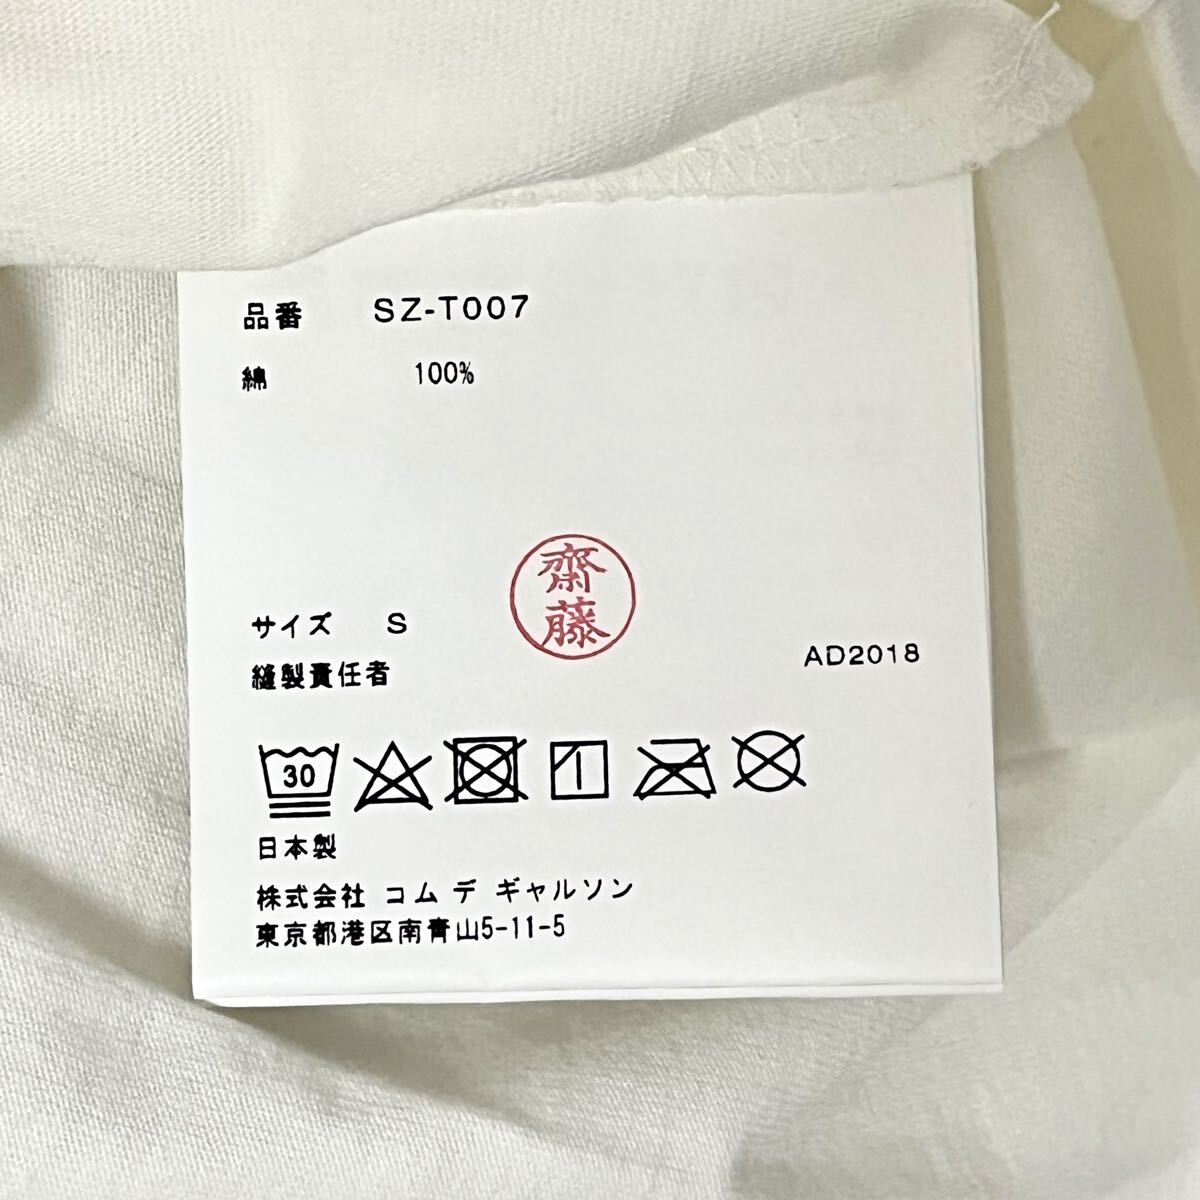 品番 SZ-T007
綿 100%
齋藤
サイズ S
縫製責任者
AD2018
30
日本製
株式会社 コム デ ギャルソン
東京都港区南青山5-11-5